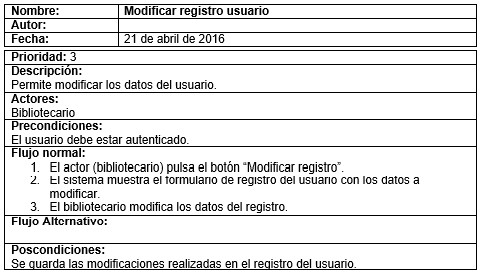 Nombre: Modificar registro usuario
Autor:
Fecha: 21 de abril de 2016
Prioridad: 3
Descripción:
Permite modificar los datos del usuario.
Actores:
Bibliotecario
Precondiciones:
El usuario debe estar autenticado.
Flujo normal:
1. El actor (bibliotecario) pulsa el botón “Modificar registro”.
2. El sistema muestra el formulario de registro del usuario con los datos a
modificar.
3. El bibliotecario modifica los datos del registro.
Flujo Alternativo:
Poscondiciones:
Se guarda las modificaciones realizadas en el registro del usuario.